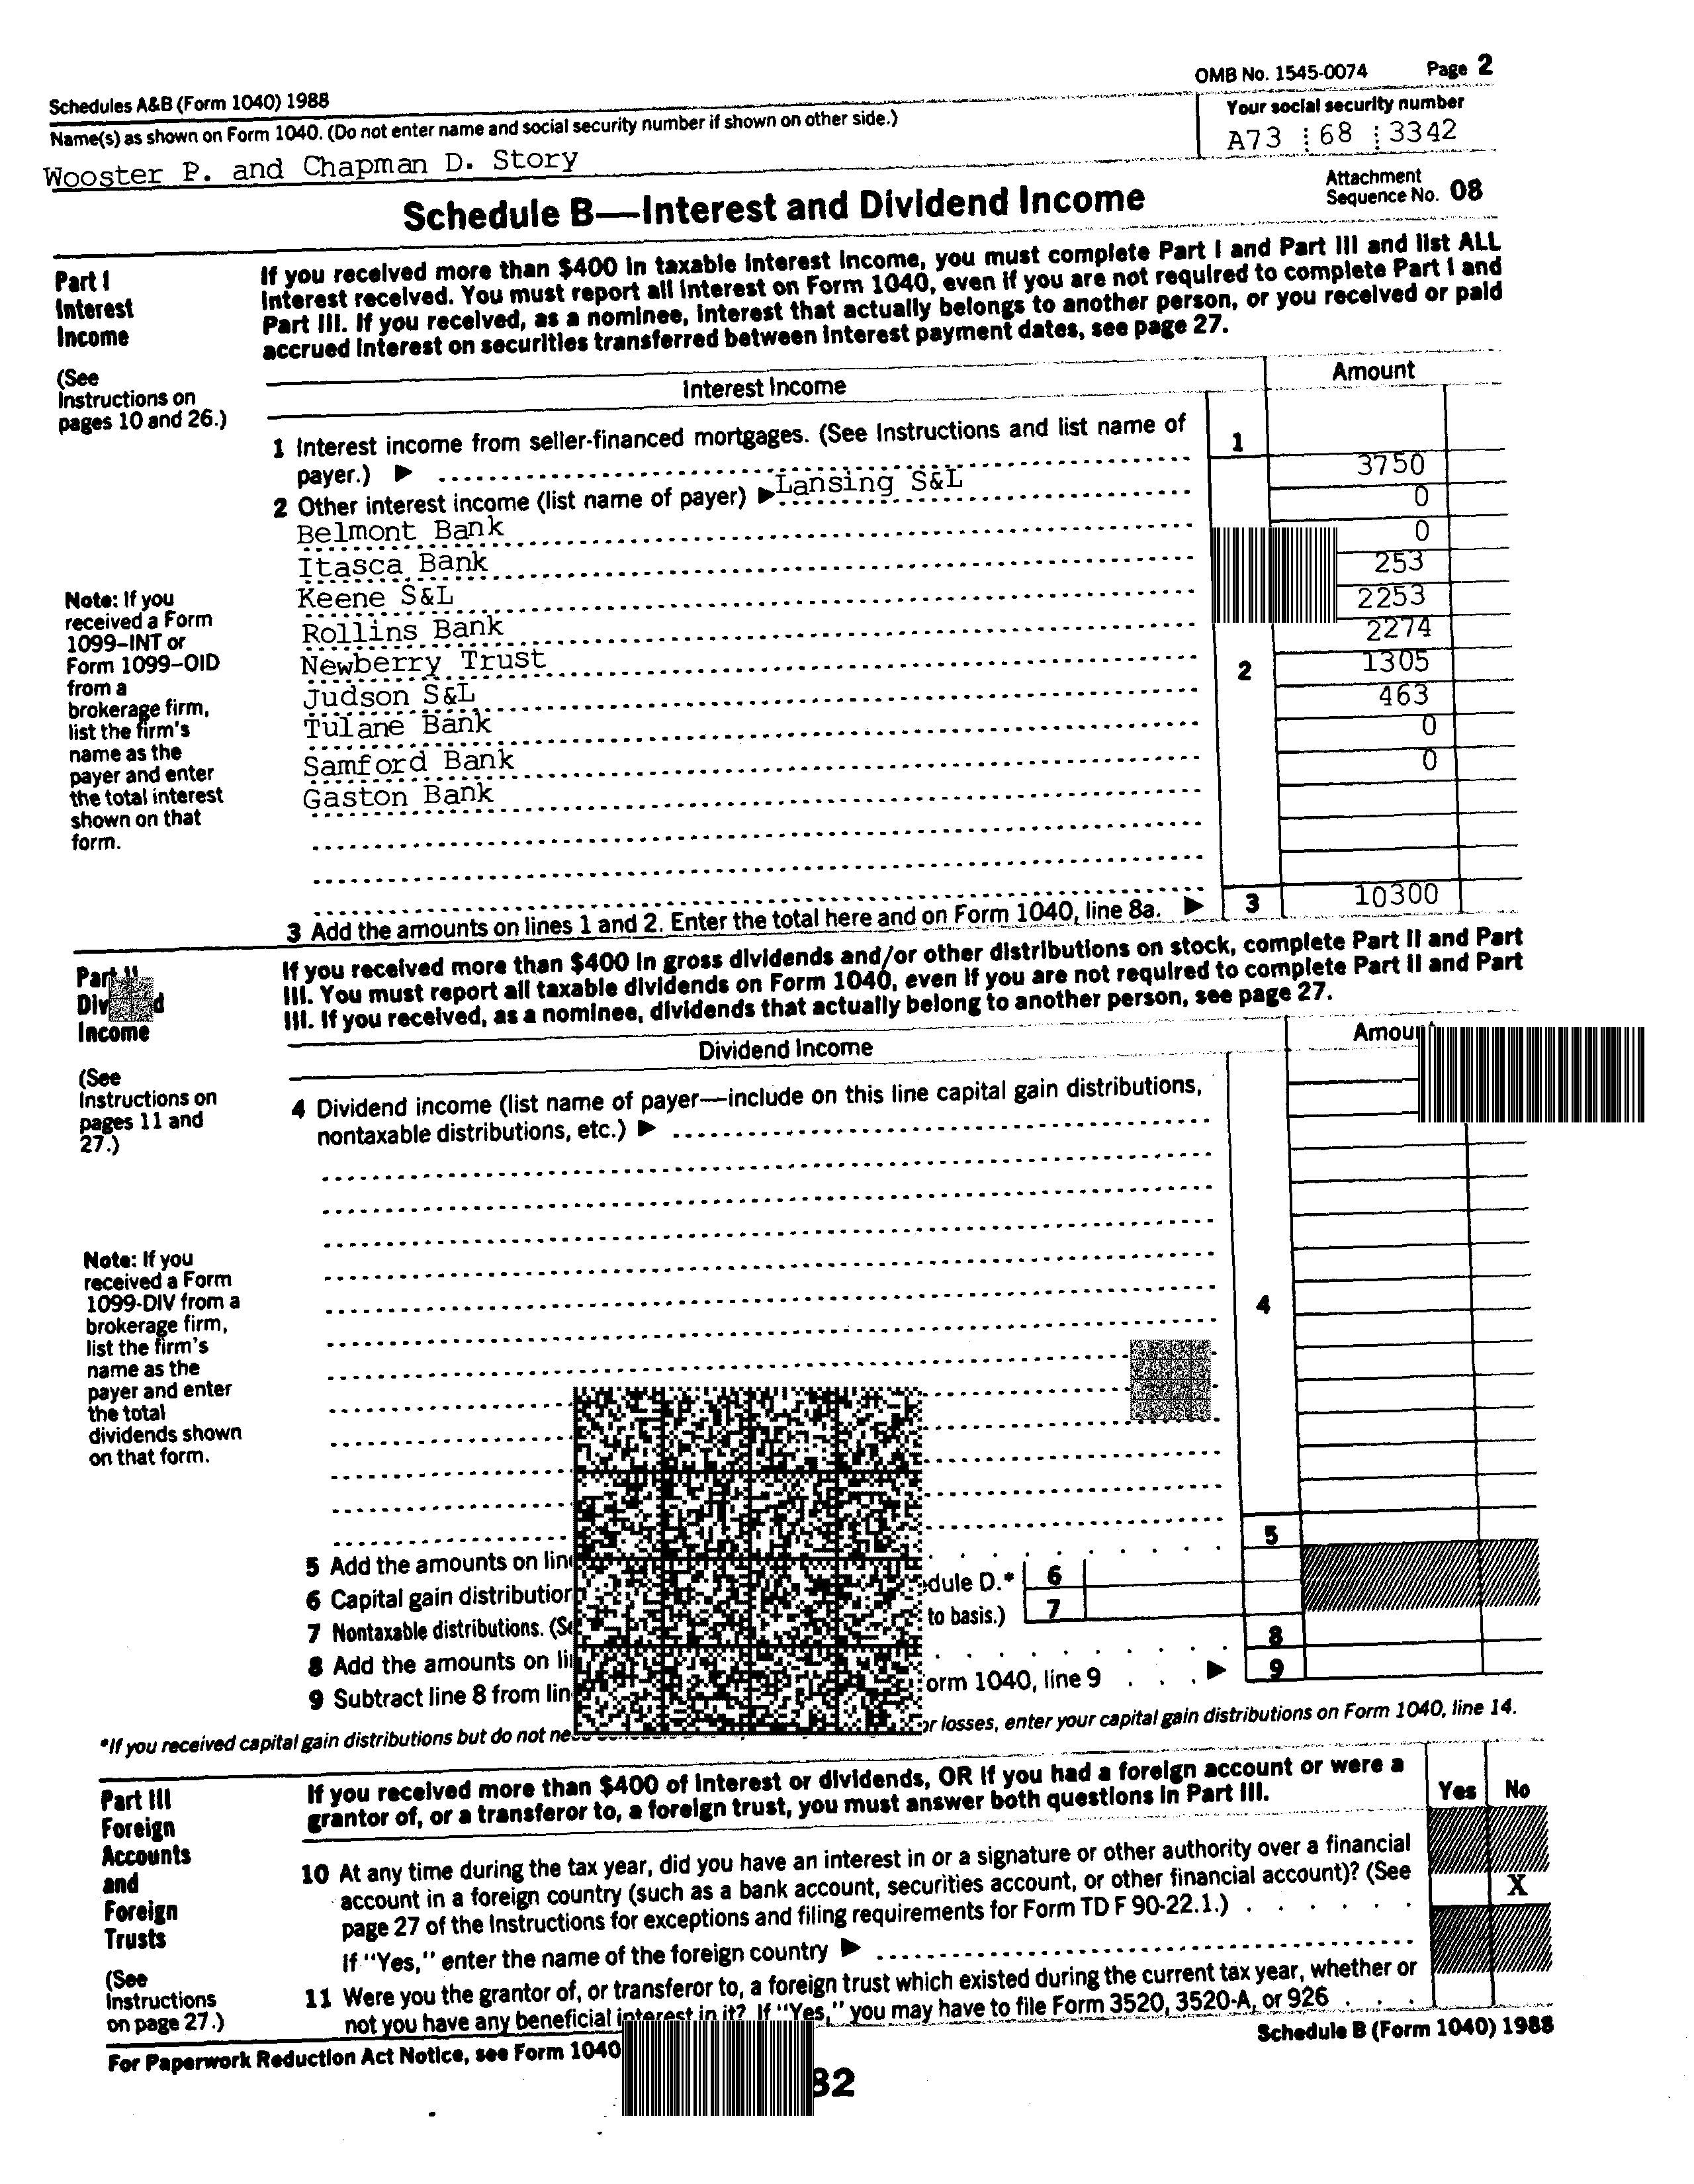 OMB No. 1545-0074 Page 2
Schedules A&B (Form 1040) 1988
Name(s) as shown on Form 1040. (Do not enter name and social security number if shown on other side.)
Your social security number
Wooster P. and Chapman D. Story
A73 68 3342
Schedule B—Interest and Dividend Income
Attachment
Sequence No. 08
Part I
Interest
Income
(See
Instructions on
pages 10 and 26.)
If you received more than $400 in taxable interest income, you must complete Part I and Part III and list ALL
interest received. You must report all interest on Form 1040, even if you are not required to complete Part I and
Part III. If you received, as a nominee, interest that actually belongs to another person, or you received or paid
accrued interest on securities transferred between interest payment dates, see page 27.
Interest Income
Amount
1 Interest income from seller-financed mortgages. (See Instructions and list name of
payer.) ▶
1
2 Other interest income (list name of payer) ▶ Lansing S&L
3750
Belmont Bank
0
Itasca Bank
0
Keene S&L
253
Rollins Bank
2253
Newberry Trust
2274
Judson S&L
2
1305
Tulane Bank
463
Samford Bank
0
Gaston Bank
0
Note: If you
received a Form
1099–INT or
Form 1099–OID
from a
brokerage firm,
list the firm's
name as the
payer and enter
the total interest
shown on that
form.
3 Add the amounts on lines 1 and 2. Enter the total here and on Form 1040, line 8a. ▶ 3 10300
Part
Income
(See
Instructions on
pages 11 and
27.)
If you received more than $400 in gross dividends and/or other distributions on stock, complete Part II and Part
III. You must report all taxable dividends on Form 1040, even if you are not required to complete Part II and Part
III. If you received, as a nominee, dividends that actually belong to another person, see page 27.
Dividend Income
4 Dividend income (list name of payer—include on this line capital gain distributions,
nontaxable distributions, etc.) ▶
4
Note: If you
received a Form
1099-DIV from a
brokerage firm,
list the firm's
name as the
payer and enter
the total
dividends shown
on that form.
5 Add the amounts on
5
6 Capital gain
D.* 6
7 Nontaxable distributions.
to basis.) 7
8 Add the amounts on
8
9 Subtract line 8 from
1040, line 9 ▶ 9
*If you received capital gain distributions but do not
losses, enter your capital gain distributions on Form 1040, line 14.
Part III
Foreign
Accounts
and
Foreign
Trusts
(See
Instructions
on page 27.)
If you received more than $400 of interest or dividends, OR if you had a foreign account or were a
grantor of, or a transferor to, a foreign trust, you must answer both questions in Part III.
Yes No
10 At any time during the tax year, did you have an interest in or a signature or other authority over a financial
account in a foreign country (such as a bank account, securities account, or other financial account)? (See
page 27 of the Instructions for exceptions and filing requirements for Form TD F 90-22.1.)
X
If "Yes," enter the name of the foreign country ▶
11 Were you the grantor of, or transferor to, a foreign trust which existed during the current tax year, whether or
not you have any beneficial interest in it? If "Yes," you may have to file Form 3520, 3520-A, or 926
For Paperwork Reduction Act Notice, see Form 1040
Schedule B (Form 1040) 1988